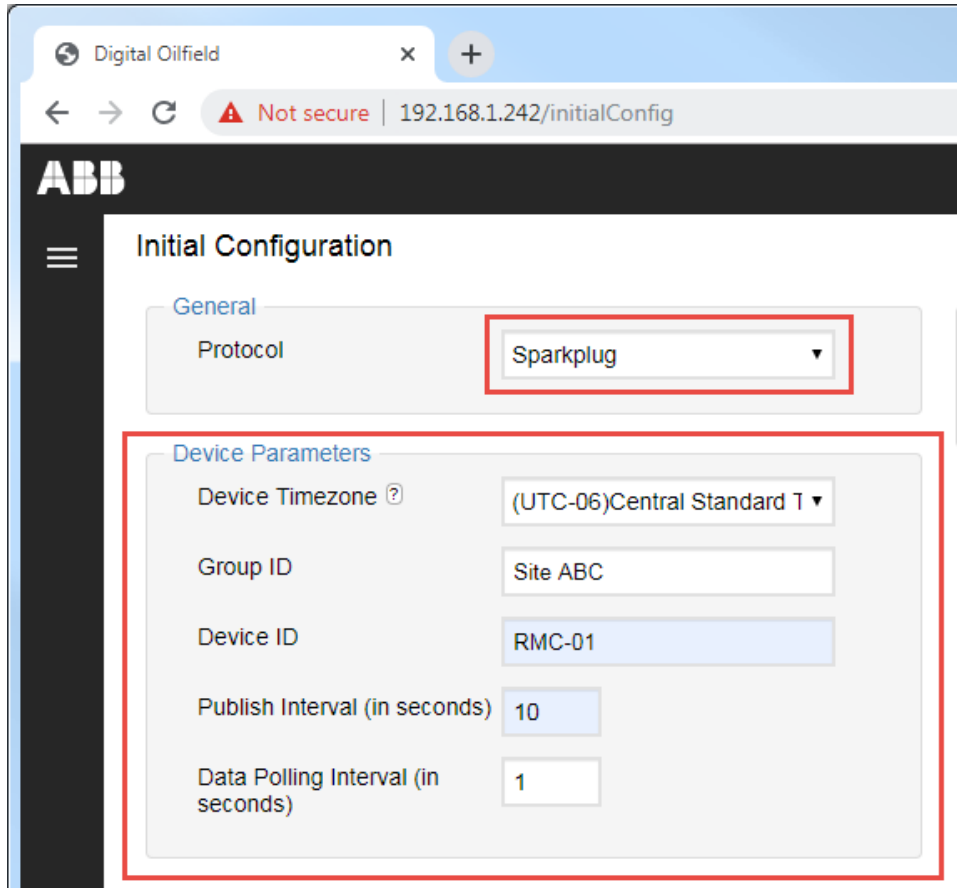 Digital Oilfield
Not secure | 192.168.1.242/initialConfig
ABB
Initial Configuration
General
Protocol
Sparkplug
Device Parameters
Device Timezone ?
(UTC-06)Central Standard T
Group ID
Site ABC
Device ID
RMC-01
Publish Interval (in seconds)
10
Data Polling Interval (in
seconds)
1